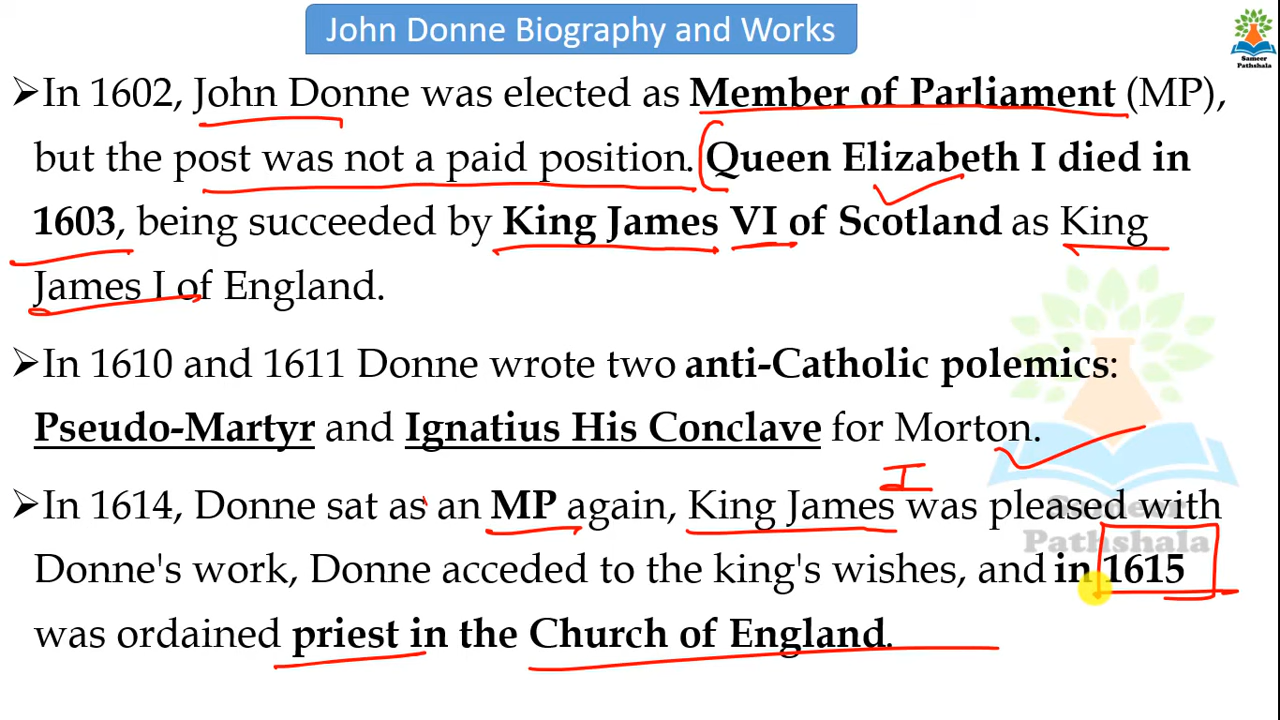 John Donne Biography and Works
Sameer
Pathshala
➢In 1602, John Donne was elected as Member of Parliament (MP),
but the post was not a paid position. Queen Elizabeth I died in
1603, being succeeded by King James VI of Scotland as King
James I of England.
➢In 1610 and 1611 Donne wrote two anti-Catholic polemics:
Pseudo-Martyr and Ignatius His Conclave for Morton.
I
➢In 1614, Donne sat as an MP again, King James was pleased with
Sameer
Pathshala
Donne's work, Donne acceded to the king's wishes, and in 1615
was ordained priest in the Church of England.